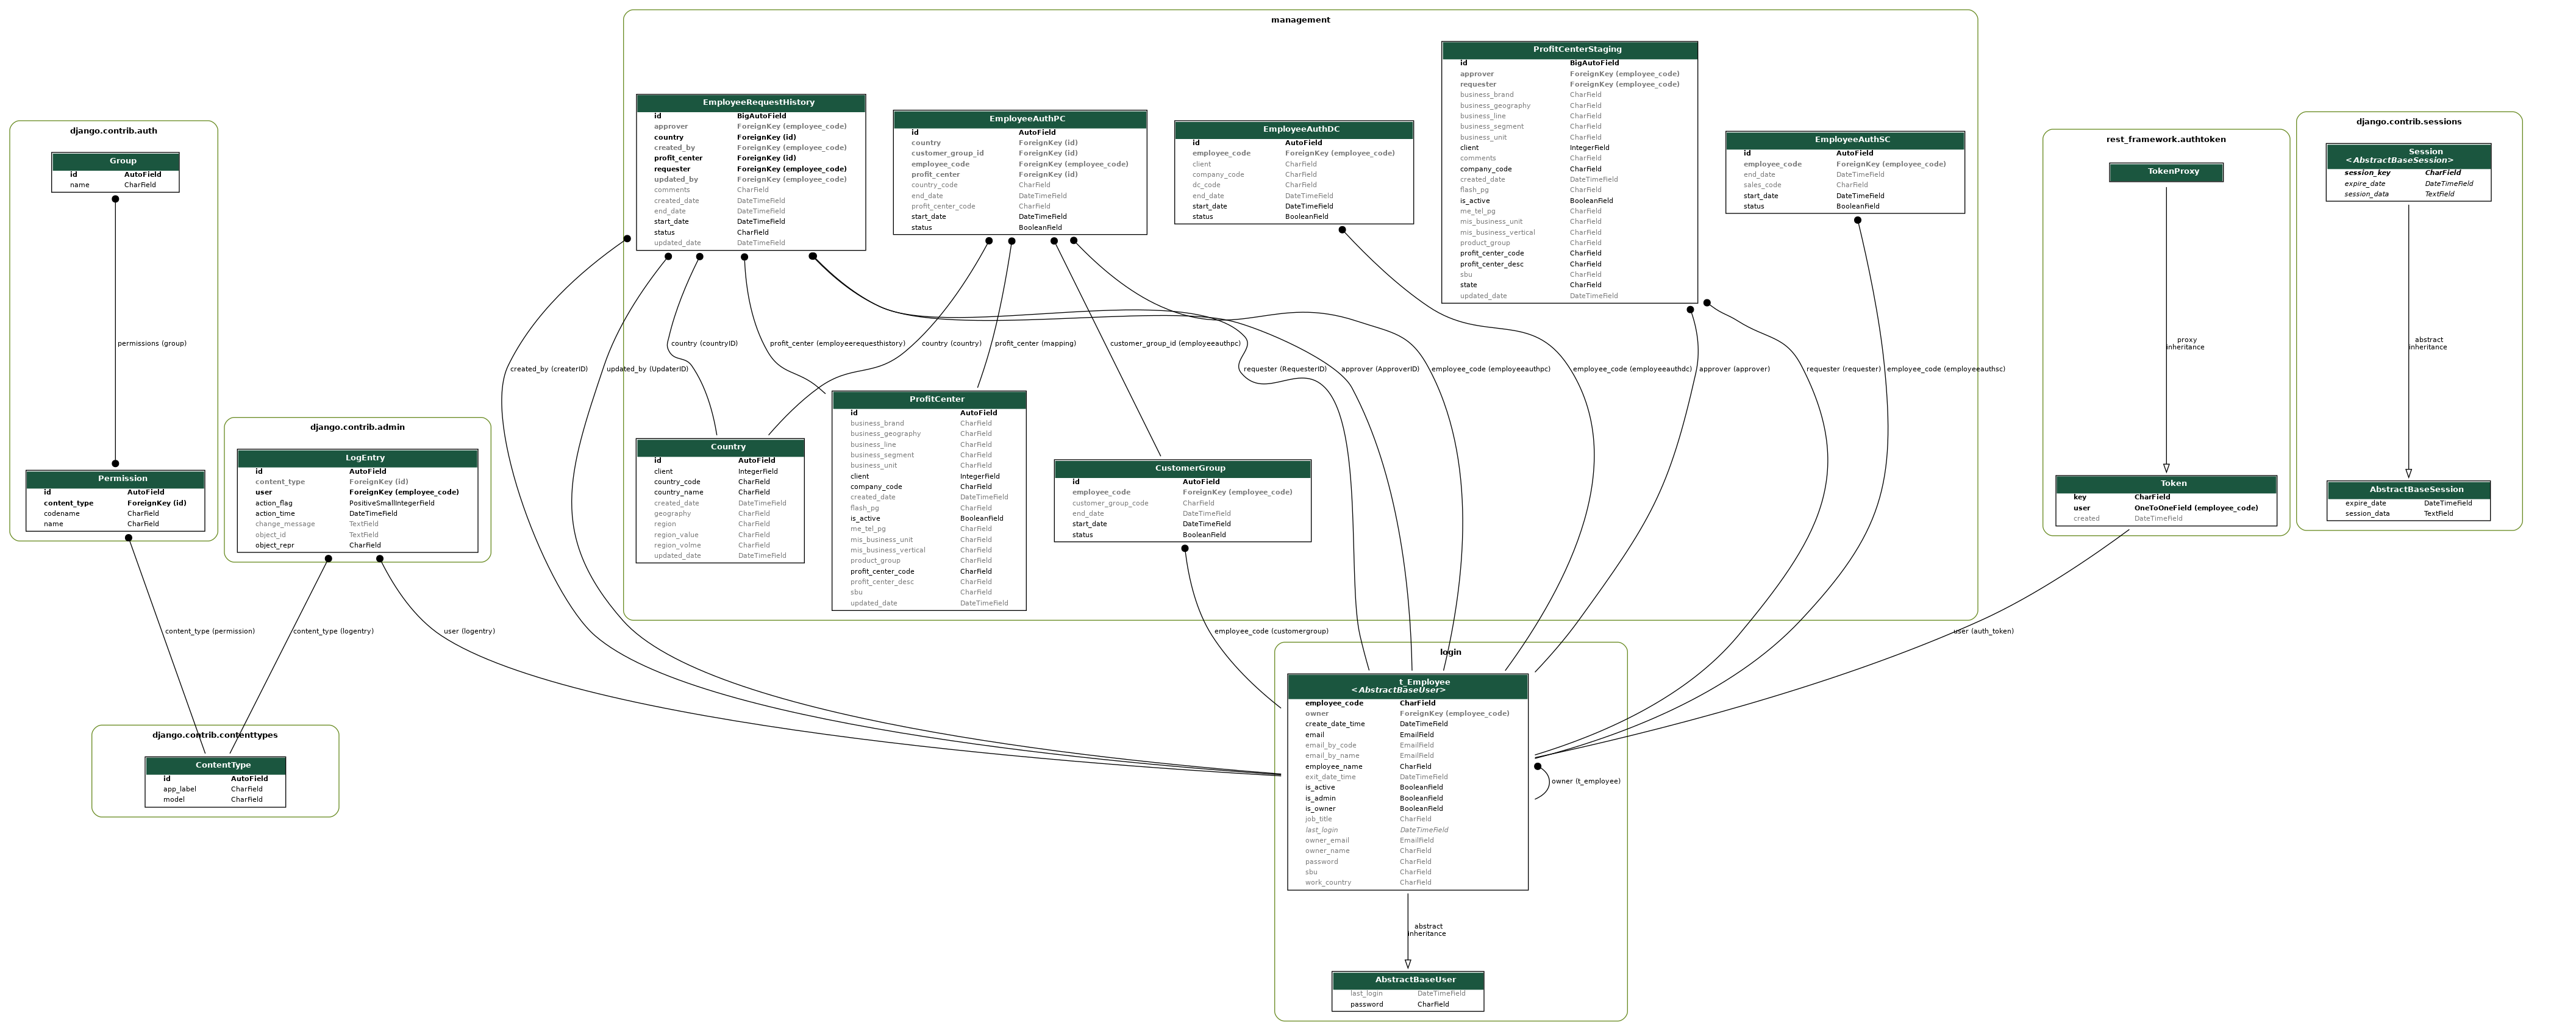 management
ProfitCenterStaging
id BigAutoField
approver ForeignKey (employee_code)
requester ForeignKey (employee_code)
business_brand CharField
business_geography CharField
business_line CharField
business_segment CharField
business_unit CharField
client IntegerField
comments CharField
company_code CharField
created_date DateTimeField
flash_pg CharField
is_active BooleanField
me_tel_pg CharField
mis_business_unit CharField
mis_business_vertical CharField
product_group CharField
profit_center_code CharField
profit_center_desc CharField
sbu CharField
state CharField
updated_date DateTimeField
EmployeeRequestHistory
id BigAutoField
approver ForeignKey (employee_code)
country ForeignKey (id)
created_by ForeignKey (employee_code)
profit_center ForeignKey (id)
requester ForeignKey (employee_code)
updated_by ForeignKey (employee_code)
comments CharField
created_date DateTimeField
end_date DateTimeField
start_date DateTimeField
status CharField
updated_date DateTimeField
EmployeeAuthPC
id AutoField
country ForeignKey (id)
customer_group_id ForeignKey (id)
employee_code ForeignKey (employee_code)
profit_center ForeignKey (id)
country_code CharField
end_date DateTimeField
profit_center_code CharField
start_date DateTimeField
status BooleanField
EmployeeAuthDC
id AutoField
employee_code ForeignKey (employee_code)
client CharField
company_code CharField
dc_code CharField
end_date DateTimeField
start_date DateTimeField
status BooleanField
EmployeeAuthSC
id AutoField
employee_code ForeignKey (employee_code)
end_date DateTimeField
sales_code CharField
start_date DateTimeField
status BooleanField
django.contrib.auth
Group
id AutoField
name CharField
permissions (group)
Permission
id AutoField
content_type ForeignKey (id)
codename CharField
name CharField
django.contrib.admin
LogEntry
id AutoField
content_type ForeignKey (id)
user ForeignKey (employee_code)
action_flag PositiveSmallIntegerField
action_time DateTimeField
change_message TextField
object_id TextField
object_repr CharField
rest_framework.authtoken
TokenProxy
proxy
inheritance
Token
key CharField
user OneToOneField (employee_code)
created DateTimeField
django.contrib.sessions
Session
<AbstractBaseSession>
session_key CharField
expire_date DateTimeField
session_data TextField
abstract
inheritance
AbstractBaseSession
expire_date DateTimeField
session_data TextField
country (countryID)
profit_center (employeerequesthistory)
country (country)
profit_center (mapping)
customer_group_id (employeeauthpc)
created_by (createrID)
updated_by (UpdaterID)
requester (RequesterID)
approver (ApproverID)
employee_code (employeeauthpc)
employee_code (employeeauthdc)
approver (approver)
requester (requester)
employee_code (employeeauthsc)
Country
id AutoField
client IntegerField
country_code CharField
country_name CharField
created_date DateTimeField
geography CharField
region CharField
region_value CharField
region_volme CharField
updated_date DateTimeField
ProfitCenter
id AutoField
business_brand CharField
business_geography CharField
business_line CharField
business_segment CharField
business_unit CharField
client IntegerField
company_code CharField
created_date DateTimeField
flash_pg CharField
is_active BooleanField
me_tel_pg CharField
mis_business_unit CharField
mis_business_vertical CharField
product_group CharField
profit_center_code CharField
profit_center_desc CharField
sbu CharField
updated_date DateTimeField
CustomerGroup
id AutoField
employee_code ForeignKey (employee_code)
customer_group_code CharField
end_date DateTimeField
start_date DateTimeField
status BooleanField
content_type (permission)
content_type (logentry)
user (logentry)
employee_code (customergroup)
user (auth_token)
django.contrib.contenttypes
ContentType
id AutoField
app_label CharField
model CharField
login
t_Employee
<AbstractBaseUser>
employee_code CharField
owner ForeignKey (employee_code)
create_date_time DateTimeField
email EmailField
email_by_code EmailField
email_by_name EmailField
employee_name CharField
exit_date_time DateTimeField
is_active BooleanField
is_admin BooleanField
is_owner BooleanField
job_title CharField
last_login DateTimeField
owner_email EmailField
owner_name CharField
password CharField
sbu CharField
work_country CharField
owner (t_employee)
abstract
inheritance
AbstractBaseUser
last_login DateTimeField
password CharField